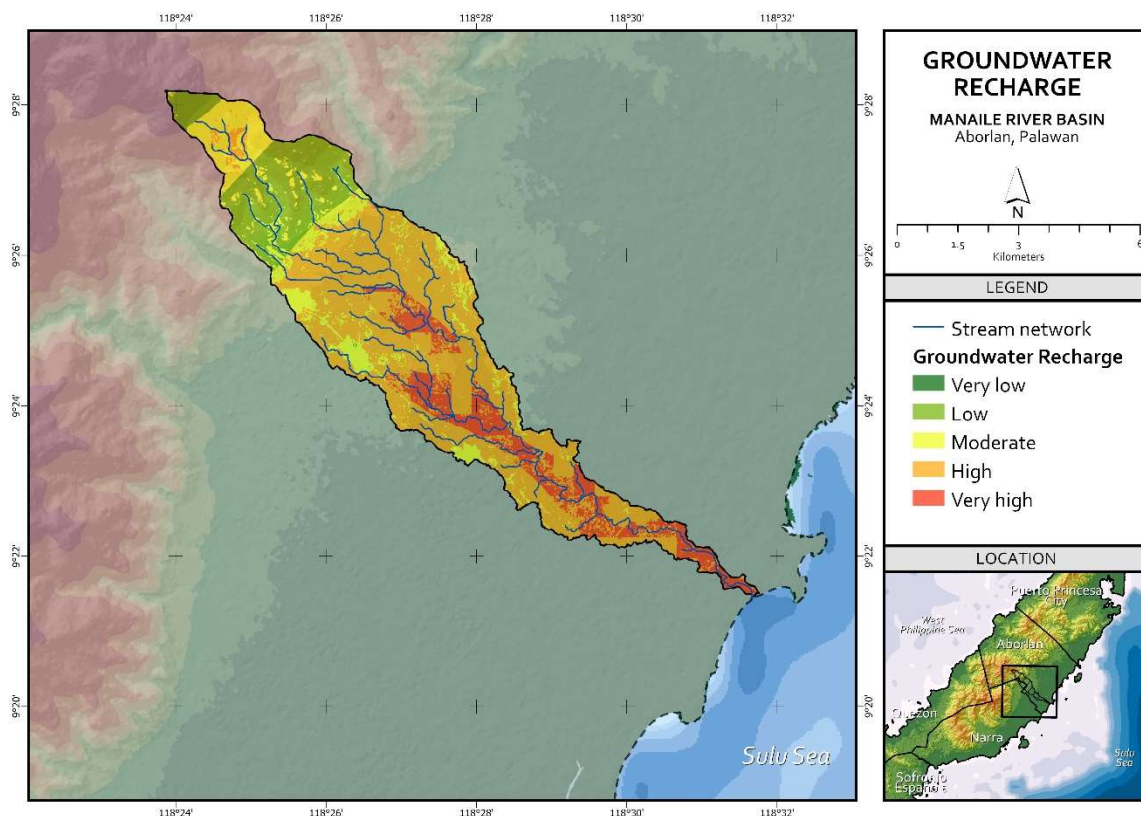 118°24'
118°26'
118°28'
118°30'
118°32'
9°28'
9°26'
9°24'
9°22'
9°20'
9°28'
9°26'
9°24'
9°22'
9°20'
118°24'
118°26'
118°28'
118°30'
118°32'
Sulu Sea
GROUNDWATER
RECHARGE
MANAILE RIVER BASIN
Aborlan, Palawan
N
0 1.5 3 6
Kilometers
LEGEND
Stream network
Groundwater Recharge
Very low
Low
Moderate
High
Very high
LOCATION
Puerto Princesa
City
West
Philippine Sea
Aborlan
Quezon
Narra
Sulu
Sea
Española